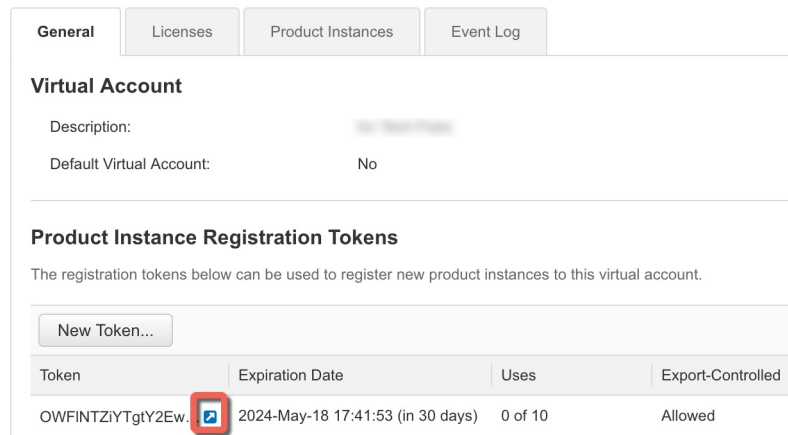 General Licenses Product Instances Event Log
Virtual Account
Description:
Default Virtual Account: No
Product Instance Registration Tokens
The registration tokens below can be used to register new product instances to this virtual account.
New Token...
Token Expiration Date Uses Export-Controlled
OWFlNTZiYTgtY2Ew... 2024-May-18 17:41:53 (in 30 days) 0 of 10 Allowed